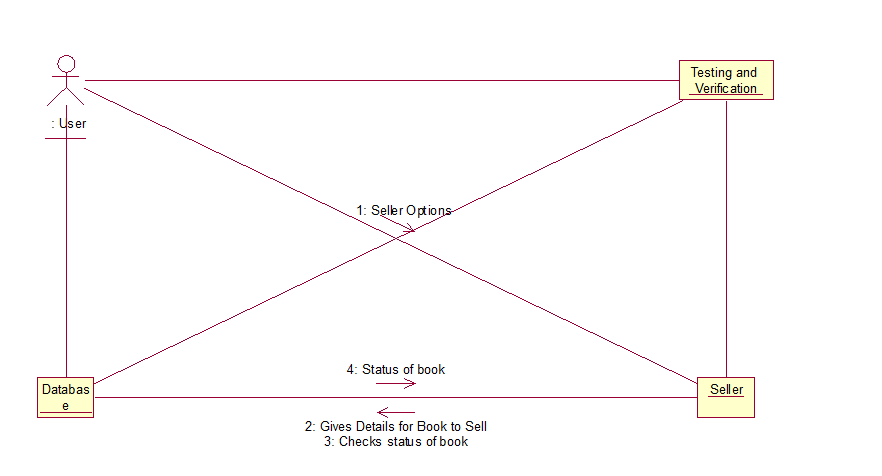 Testing and
Verification
: User
1: Seller Options
4: Status of book
Databas
e
Seller
2: Gives Details for Book to Sell
3: Checks status of book